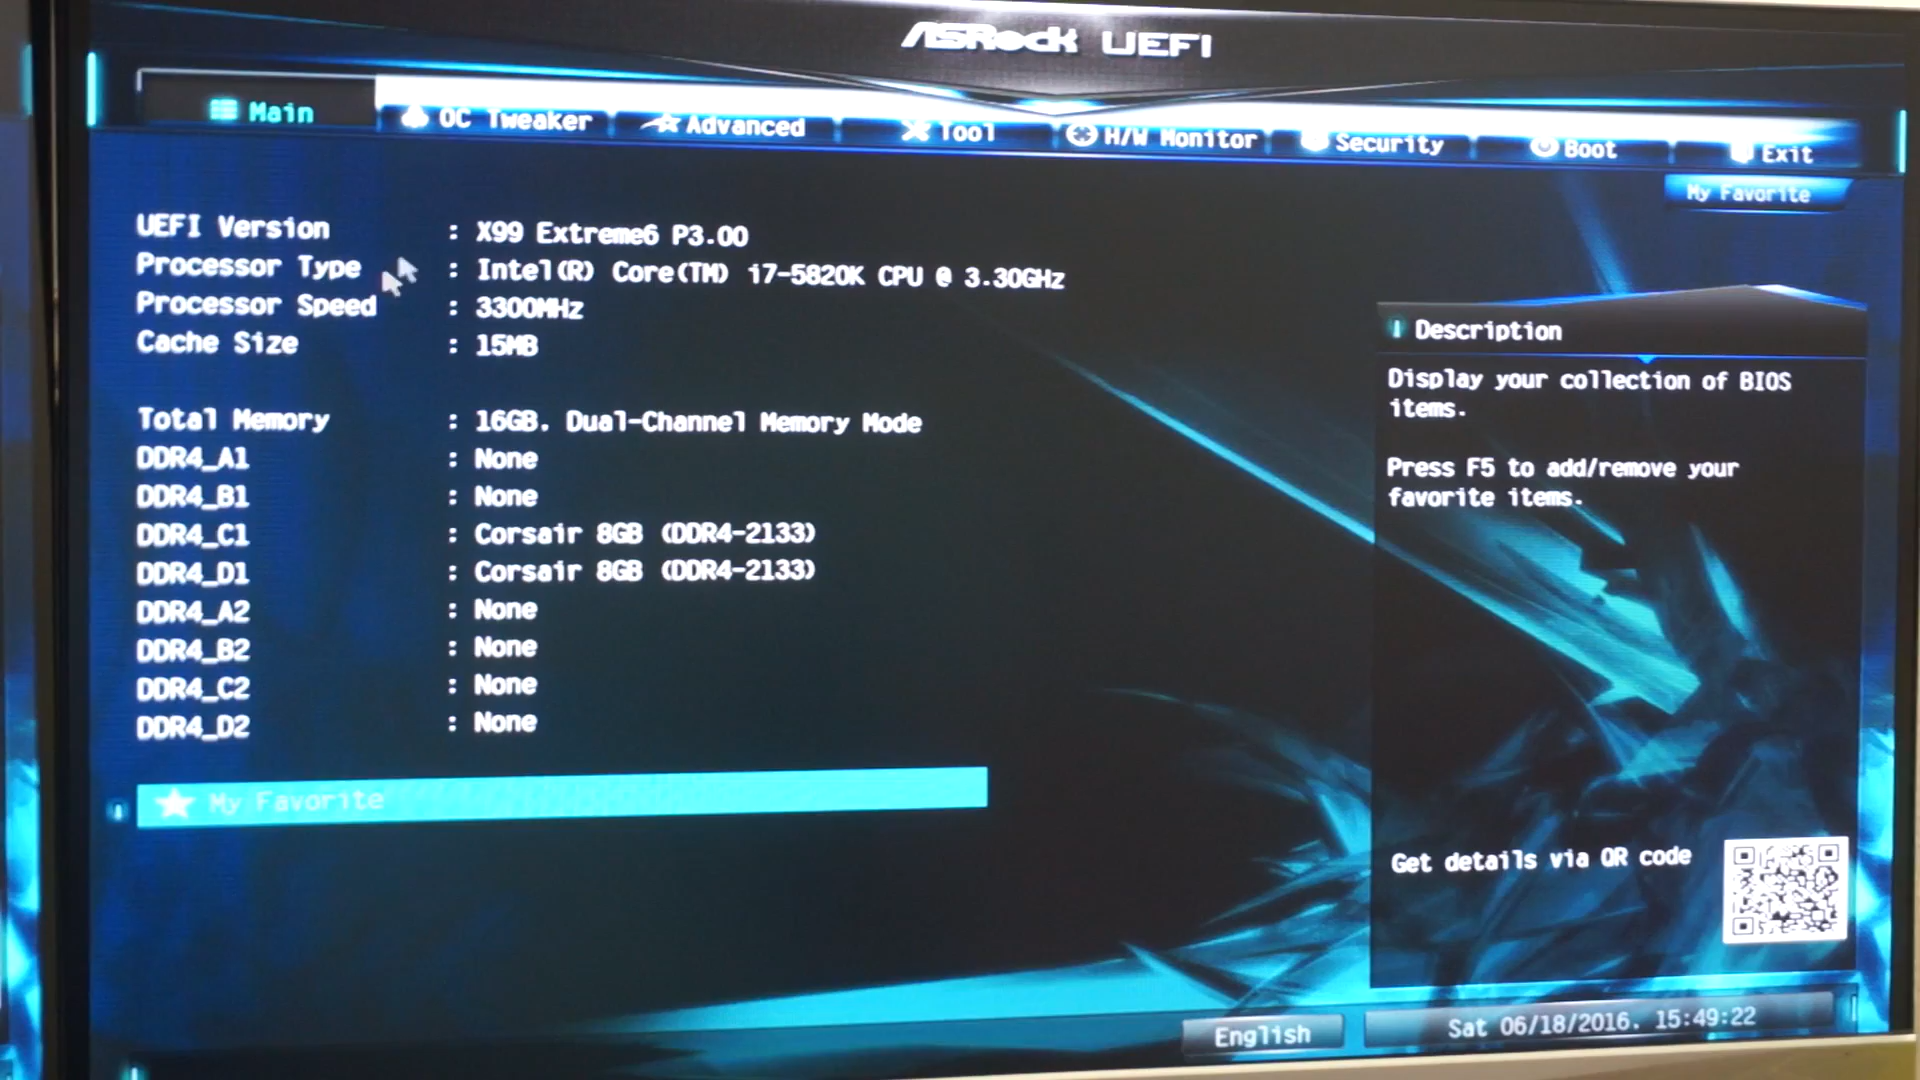 ASRock UEFI
Main OC Tweaker Advanced Tool H/W Monitor Security Boot Exit
My Favorite
UEFI Version : X99 Extreme6 P3.00
Processor Type : Intel(R) Core(TM) i7-5820K CPU @ 3.30GHz
Processor Speed : 3300MHz
Cache Size : 15MB
Total Memory : 16GB. Dual-Channel Memory Mode
DDR4_A1 : None
DDR4_B1 : None
DDR4_C1 : Corsair 8GB (DDR4-2133)
DDR4_D1 : Corsair 8GB (DDR4-2133)
DDR4_A2 : None
DDR4_B2 : None
DDR4_C2 : None
DDR4_D2 : None
My Favorite
Description
Display your collection of BIOS
items.
Press F5 to add/remove your
favorite items.
Get details via QR code
English
Sat 06/18/2016. 15:49:22